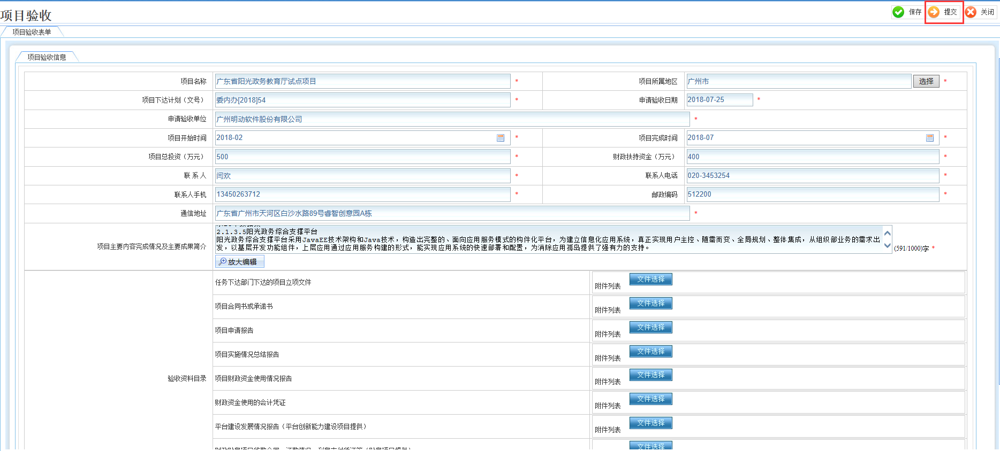 项目验收
保存 提交 关闭
项目验收表单
项目验收信息
项目名称 广东省阳光政务教育厅试点项目 * 项目所属地区 广州市 选择 *
项目下达计划（文号） 委内办[2018]54 * 申请验收日期 2018-07-25 *
申请验收单位 广州明动软件股份有限公司 *
项目开始时间 2018-02 * 项目完成时间 2018-07 *
项目总投资（万元） 500 * 财政扶持资金（万元） 400 *
联 系 人 闫欢 * 联系人电话 020-3453254 *
联系人手机 13450263712 * 邮政编码 512200 *
通信地址 广东省广州市天河区白沙水路89号睿智创意园A栋 *
项目主要内容完成情况及主要成果简介
2.1.3.5阳光政务综合支撑平台
阳光政务综合支撑平台采用JavaEE技术架构和Java技术，构造出完整的、面向应用服务模式的构件化平台，为建立信息化应用系统，真正实现用户主控、随需而变、全局规划、整体集成，从组织部业务的需求出
发，以基层开发功能组件，上层应用通过应用服务构建的形式，能实现应用系统的快速部署和配置，为消除应用孤岛提供了强有力的支持。
(591/1000)字 *
放大编辑
验收资料目录
任务下达部门下达的项目立项文件 附件列表 文件选择
项目合同书或承诺书 附件列表 文件选择
项目申请报告 附件列表 文件选择
项目实施情况总结报告 附件列表 文件选择
项目财政资金使用情况报告 附件列表 文件选择
财政资金使用的会计凭证 附件列表 文件选择
平台建设发展情况报告（平台创新能力建设项目提供） 附件列表 文件选择
文件选择